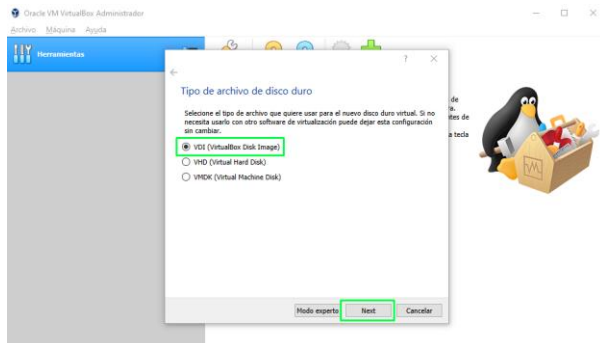 Oracle VM VirtualBox Administrador
Archivo Máquina Ayuda
Herramientas
?
Tipo de archivo de disco duro
Selecione el tipo de archivo que quiere usar para el nuevo disco duro virtual. Si no
necesita usarlo con otro software de virtualización puede dejar esta configuración
sin cambiar.
VDI (VirtualBox Disk Image)
VHD (Virtual Hard Disk)
VMDK (Virtual Machine Disk)
de
ra.
ntes de
a tecla
Modo experto Next Cancelar